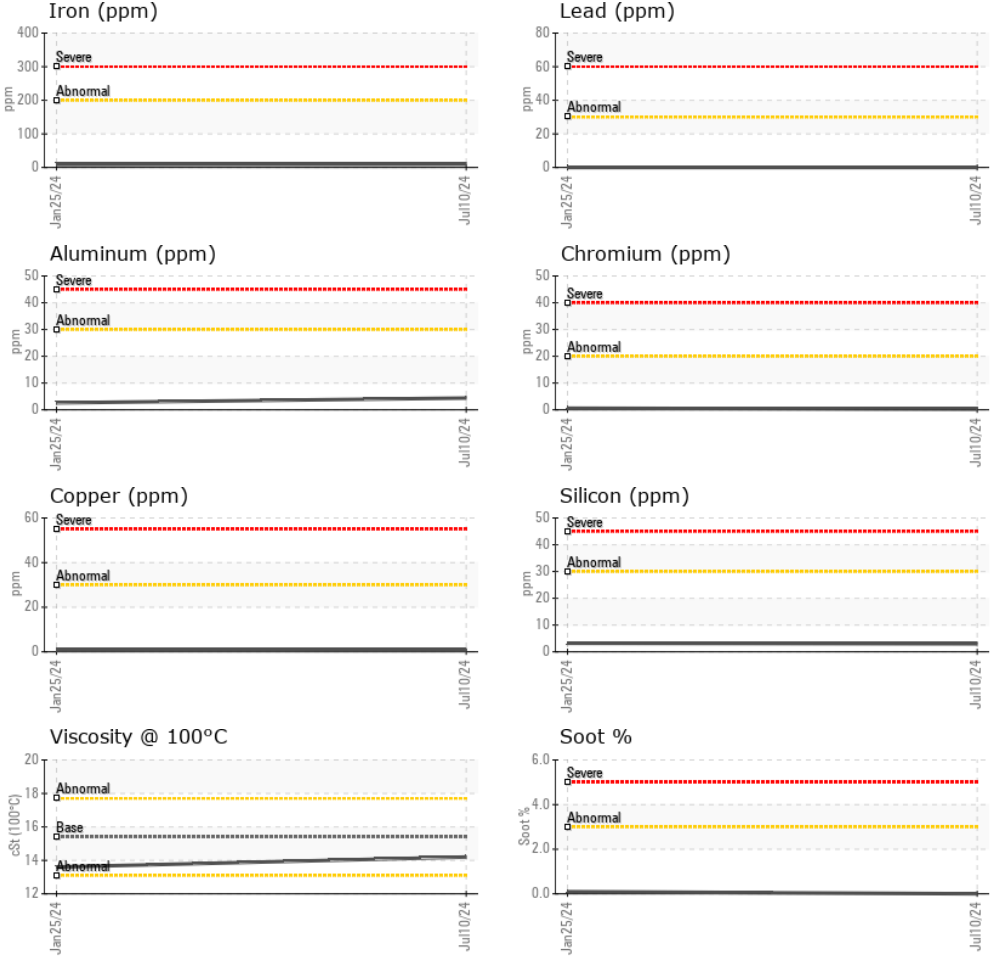 Iron (ppm)
400
300
200
100
0
ppm
Severe
Abnormal
Jan25/24
Jul10/24
Lead (ppm)
80
60
40
20
0
ppm
Severe
Abnormal
Jan25/24
Jul10/24
Aluminum (ppm)
50
40
30
20
10
0
ppm
Severe
Abnormal
Jan25/24
Jul10/24
Chromium (ppm)
50
40
30
20
10
0
ppm
Severe
Abnormal
Jan25/24
Jul10/24
Copper (ppm)
60
40
20
0
ppm
Severe
Abnormal
Jan25/24
Jul10/24
Silicon (ppm)
50
40
30
20
10
0
ppm
Severe
Abnormal
Jan25/24
Jul10/24
Viscosity @ 100°C
20
18
16
14
12
cSt (100°C)
Abnormal
Base
Abnormal
Jan25/24
Jul10/24
Soot %
6.0
4.0
2.0
0.0
Soot %
Severe
Abnormal
Jan25/24
Jul10/24